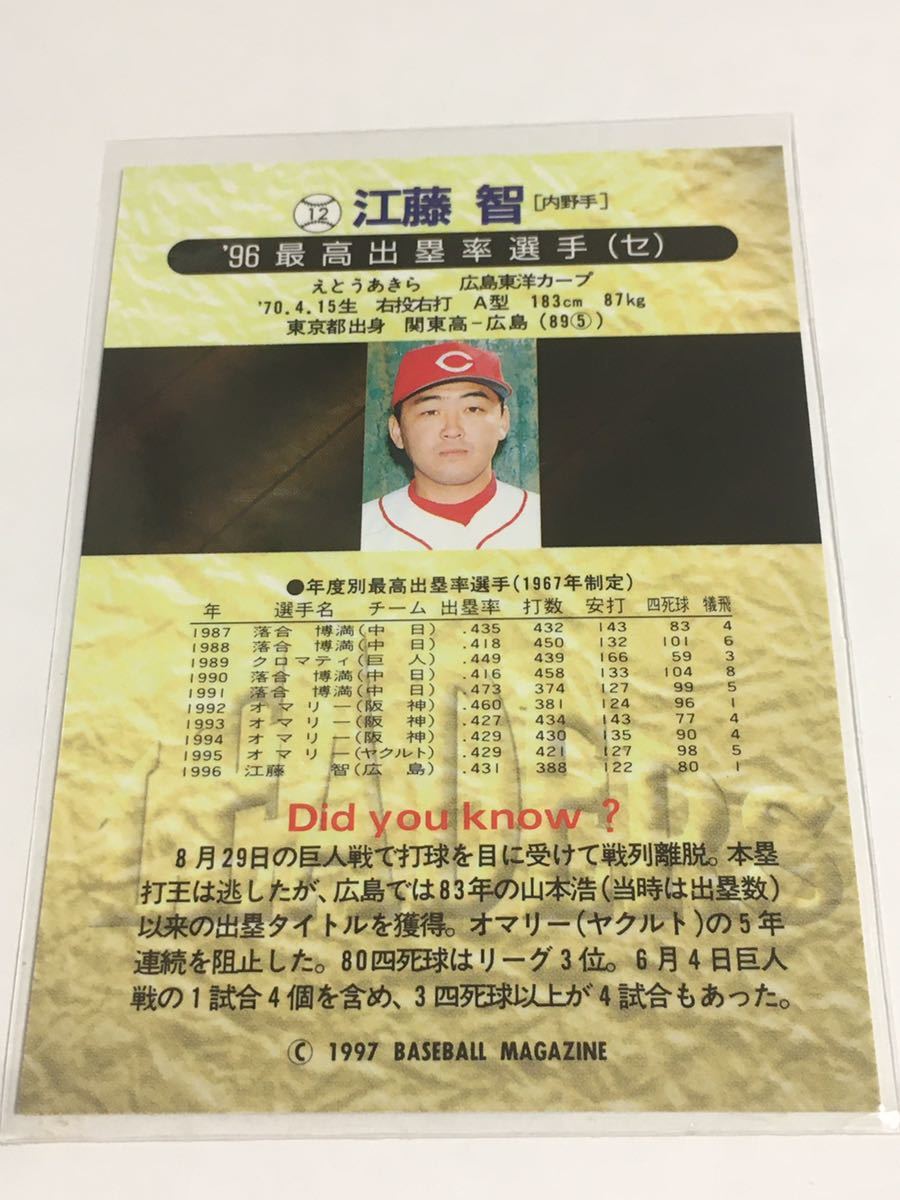 12 江藤 智 [内野手]
'96 最高出塁率選手(セ)
えとうあきら 広島東洋カープ
'70.4.15生 右投右打 A型 183cm 87kg
東京都出身 関東高-広島(89⑤)
C
●年度別最高出塁率選手(1967年制定)
年 選手名 チーム 出塁率 打数 安打 四死球 犠飛
1987 落合 博満(中 日) .435 432 143 83 4
1988 落合 博満(中 日) .418 450 132 101 6
1989 クロマティ(巨 人) .449 439 166 59 3
1990 落合 博満(中 日) .416 458 133 104 8
1991 落合 博満(中 日) .473 374 127 99 5
1992 オマリー(阪 神) .460 381 124 96 1
1993 オマリー(阪 神) .427 434 143 77 4
1994 オマリー(阪 神) .429 430 135 90 4
1995 オマリー(ヤクルト) .429 421 127 98 5
1996 江藤 智(広 島) .431 388 122 80 1
Did you know ?
8月29日の巨人戦で打球を目に受けて戦列離脱。本塁
打王は逃したが、広島では83年の山本浩(当時は出塁数)
以来の出塁タイトルを獲得。オマリー(ヤクルト)の5年
連続を阻止した。80四死球はリーグ3位。6月4日巨人
戦の1試合4個を含め、3四死球以上が4試合もあった。
© 1997 BASEBALL MAGAZINE